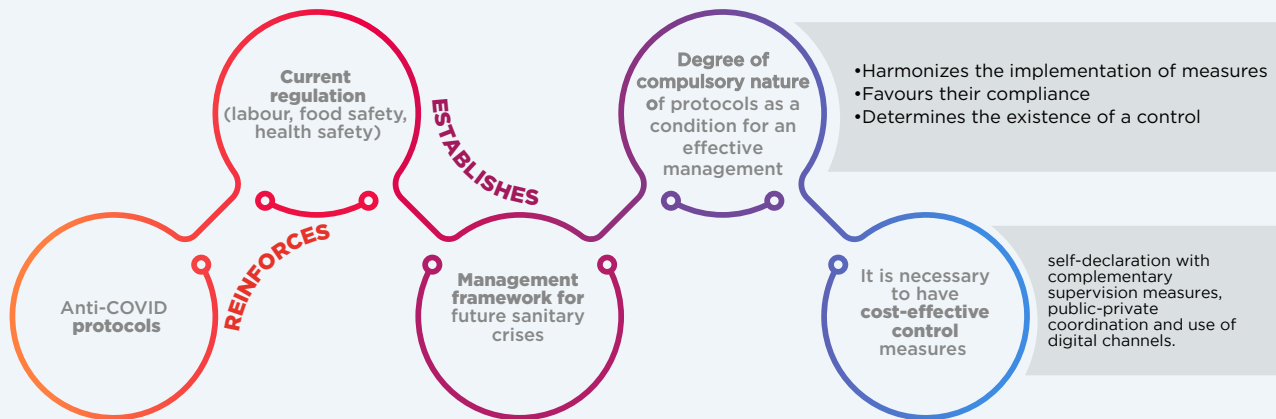 Anti-COVID
protocols
REINFORCES
Current
regulation
(labour, food safety,
health safety)
ESTABLISHES
Management
framework for
future sanitary
crises
Degree of
compulsory nature
of protocols as a
condition for an
effective
management
•Harmonizes the implementation of measures
•Favours their compliance
•Determines the existence of a control
It is necessary
to have
cost-effective
control
measures
self-declaration with
complementary
supervision measures,
public-private
coordination and use of
digital channels.